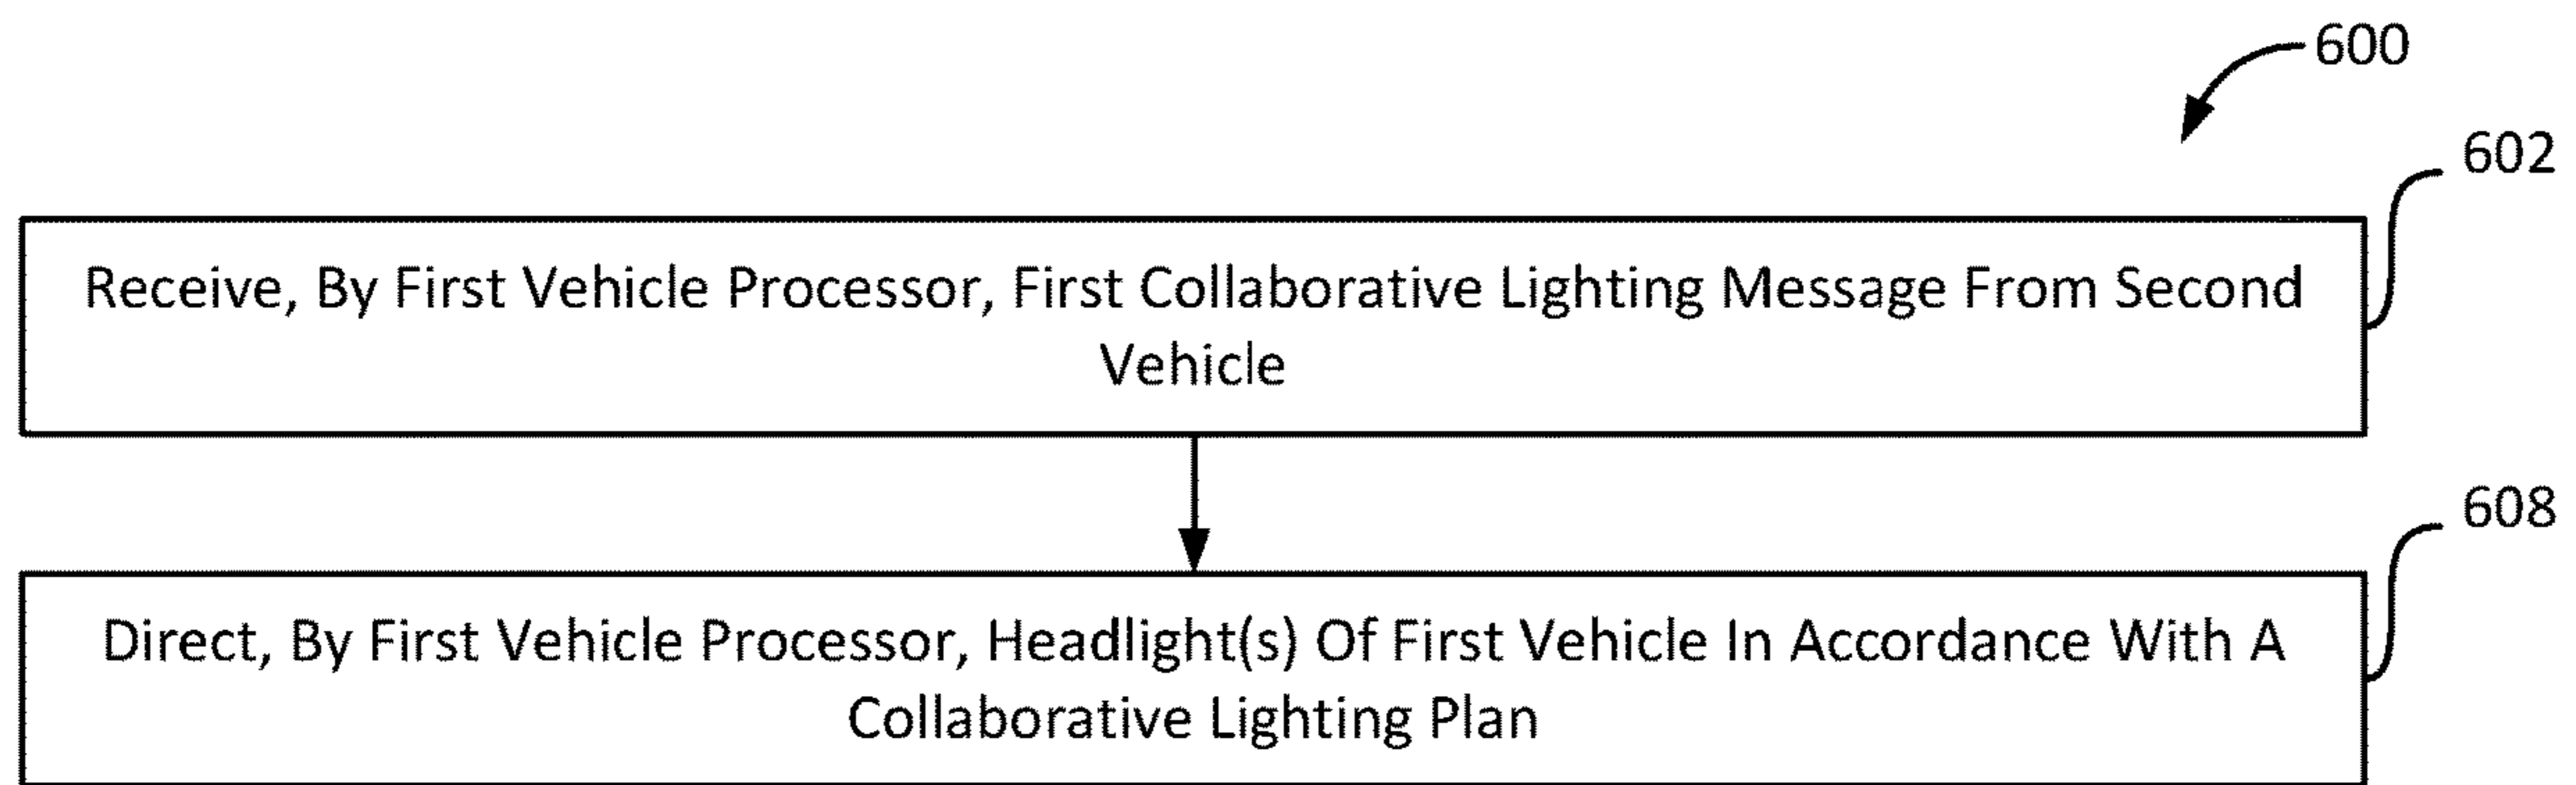 600
602
Receive, By First Vehicle Processor, First Collaborative Lighting Message From Second
Vehicle
608
Direct, By First Vehicle Processor, Headlight(s) Of First Vehicle In Accordance With A
Collaborative Lighting Plan